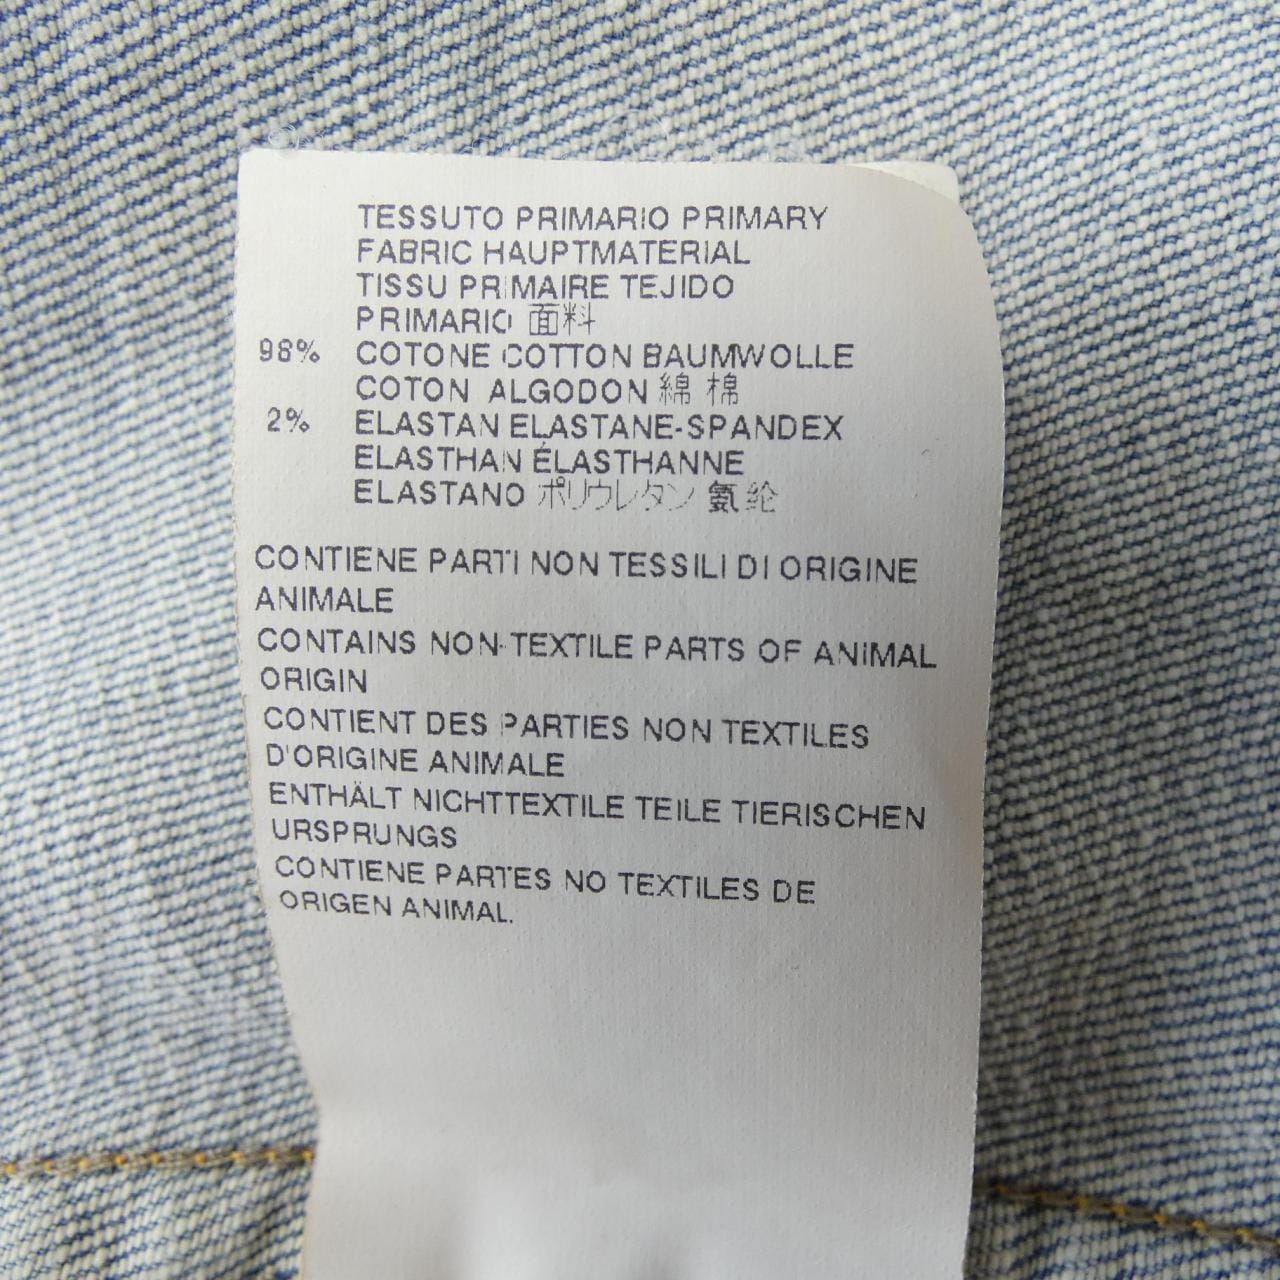 TESSUTO PRIMARIO PRIMARY
FABRIC HAUPTMATERIAL
TISSU PRIMAIRE TEJIDO
PRIMARIO 面料
98% COTONE COTTON BAUMWOLLE
COTON ALGODON 綿 棉
2% ELASTAN ELASTANE-SPANDEX
ELASTHAN ÉLASTHANNE
ELASTANO ポリウレタン 氨纶
CONTIENE PARTI NON TESSILI DI ORIGINE
ANIMALE
CONTAINS NON-TEXTILE PARTS OF ANIMAL
ORIGIN
CONTIENT DES PARTIES NON TEXTILES
D'ORIGINE ANIMALE
ENTHÄLT NICHTTEXTILE TEILE TIERISCHEN
URSPRUNGS
CONTIENE PARTES NO TEXTILES DE
ORIGEN ANIMAL.